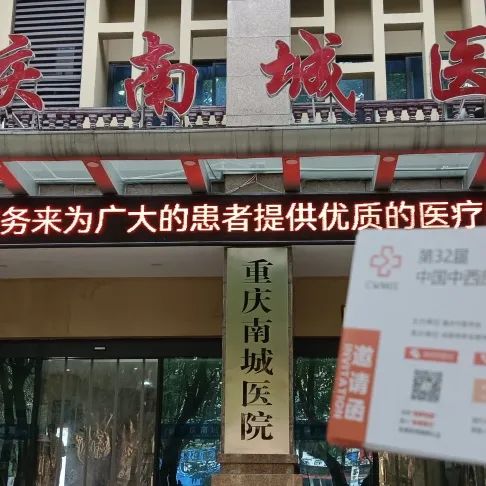 庆南城医
务来为广大的患者提供优质的医疗
重庆南城医院
第32届
中国中西医
邀请函
INVITATION